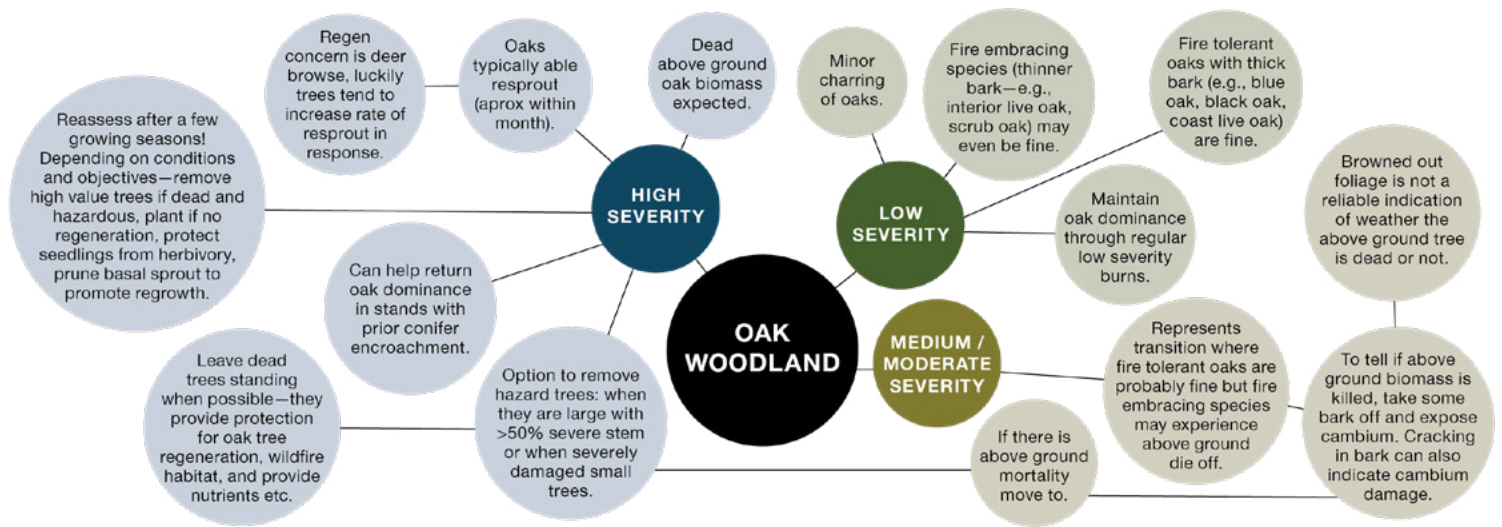 Regen
concern is deer
browse, luckily
trees tend to
increase rate of
resprout in
response.
Oaks
typically able
resprout
(aprox within
month).
Dead
above ground
oak biomass
expected.
Minor
charring
of oaks.
Fire embracing
species (thinner
bark—e.g.,
interior live oak,
scrub oak) may
even be fine.
Fire tolerant
oaks with thick
bark (e.g., blue
oak, black oak,
coast live oak)
are fine.
Reassess after a few
growing seasons!
Depending on conditions
and objectives—remove
high value trees if dead and
hazardous, plant if no
regeneration, protect
seedlings from herbivory,
prune basal sprout to
promote regrowth.
HIGH
SEVERITY
LOW
SEVERITY
Maintain
oak dominance
through regular
low severity
burns.
Browned out
foliage is not a
reliable indication
of weather the
above ground tree
is dead or not.
Can help return
oak dominance
in stands with
prior conifer
encroachment.
OAK
WOODLAND
MEDIUM /
MODERATE
SEVERITY
Represents
transition where
fire tolerant oaks are
probably fine but fire
embracing species
may experience
above ground
die off.
To tell if above
ground biomass is
killed, take some
bark off and expose
cambium. Cracking
in bark can also
indicate cambium
damage.
Leave dead
trees standing
when possible—they
provide protection
for oak tree
regeneration, wildfire
habitat, and provide
nutrients etc.
Option to remove
hazard trees: when
they are large with
>50% severe stem
or when severely
damaged small
trees.
If there is
above ground
mortality
move to.